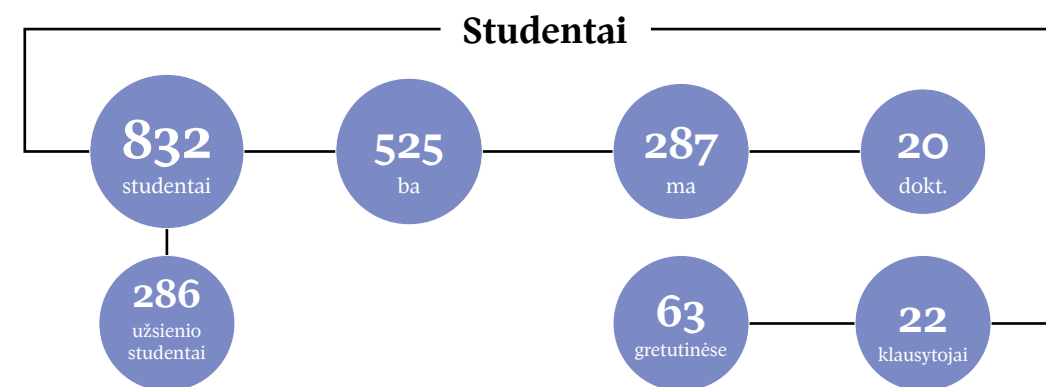 Studentai
832
studentai
525
ba
287
ma
20
dokt.
286
užsienio
studentai
63
gretutinėse
22
klausytojai